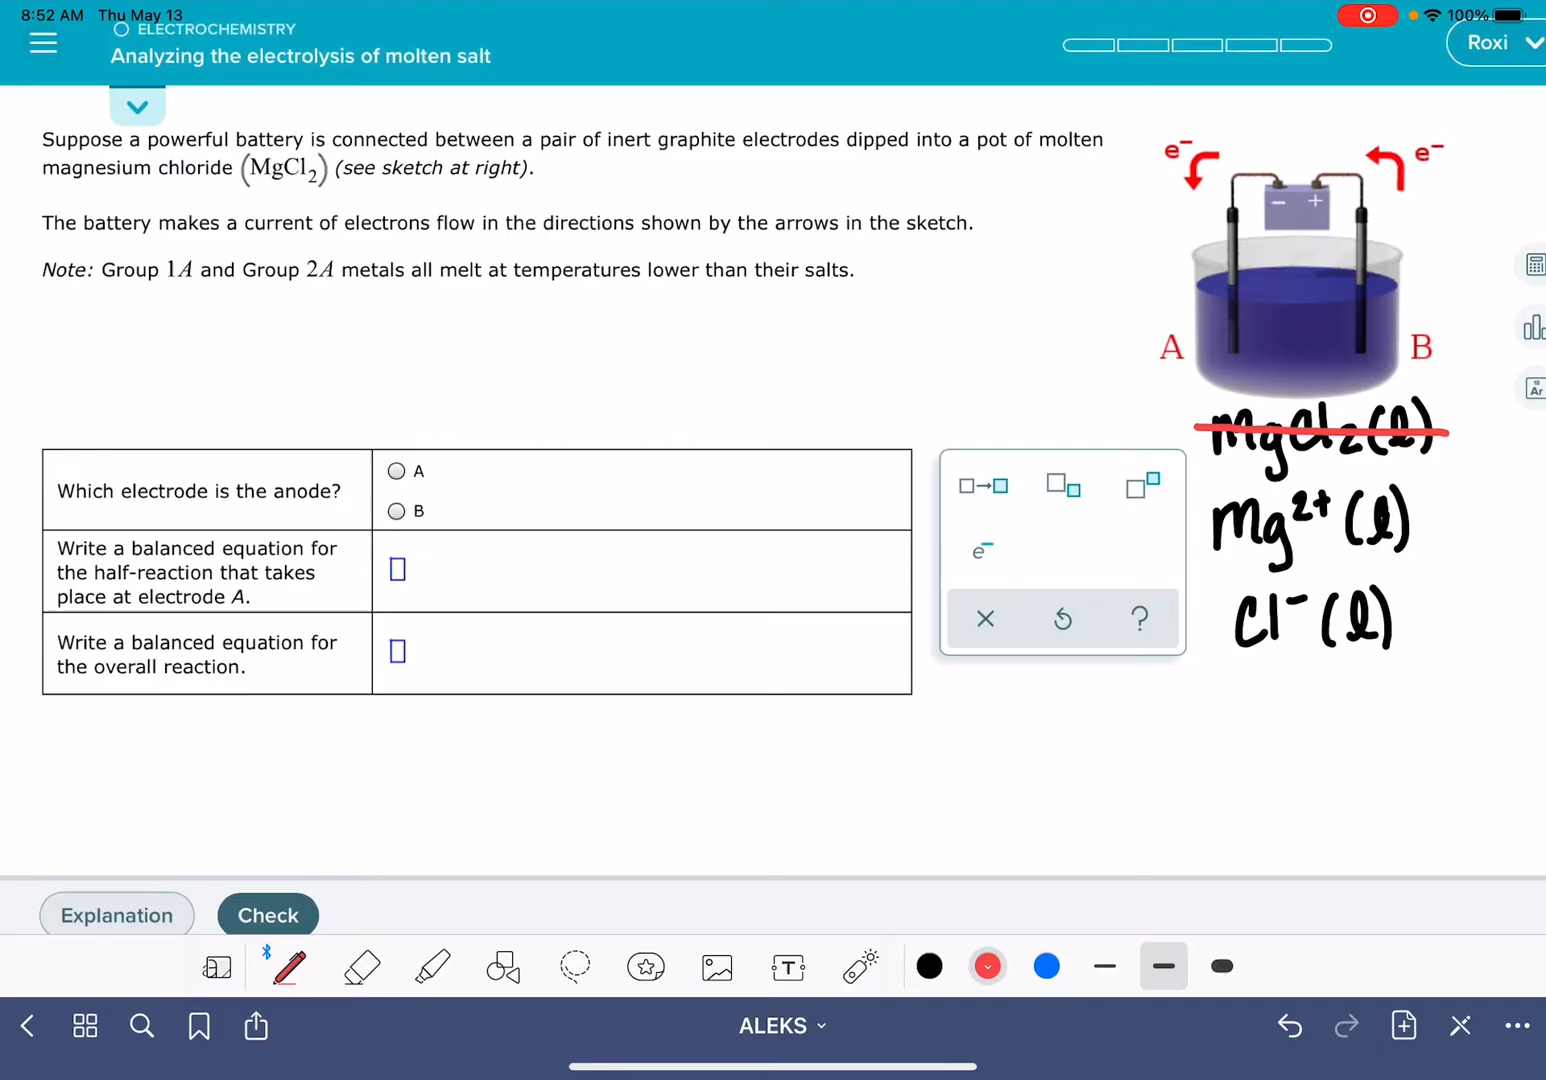 8:52 AM Thu May 13
100%
ELECTROCHEMISTRY
Analyzing the electrolysis of molten salt
Roxi
Suppose a powerful battery is connected between a pair of inert graphite electrodes dipped into a pot of molten
magnesium chloride (MgCl₂) (see sketch at right).
The battery makes a current of electrons flow in the directions shown by the arrows in the sketch.
Note: Group 1A and Group 2A metals all melt at temperatures lower than their salts.
e⁻
e⁻
− +
A
B
MgCl₂(l)
Mg²⁺(l)
Cl⁻(l)
Which electrode is the anode?
A
B
Write a balanced equation for
the half-reaction that takes
place at electrode A.
Write a balanced equation for
the overall reaction.
□→□
e⁻
× ?
18
Ar
Explanation
Check
a
T
ALEKS